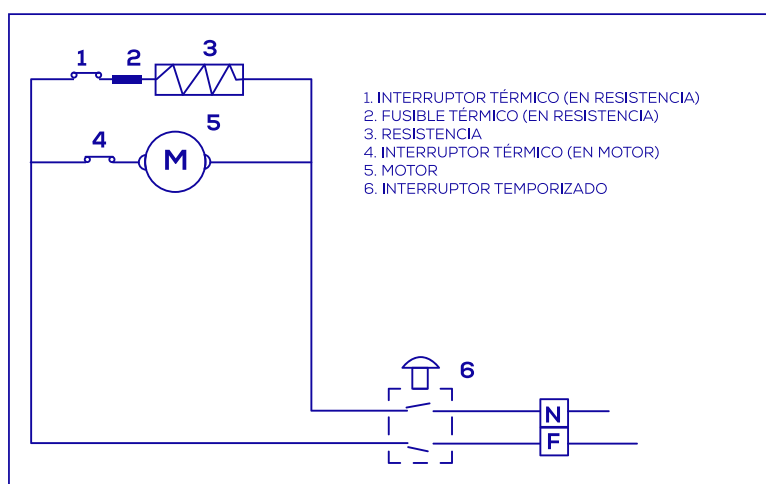 1
2
3
1. INTERRUPTOR TÉRMICO (EN RESISTENCIA)
2. FUSIBLE TÉRMICO (EN RESISTENCIA)
3. RESISTENCIA
4. INTERRUPTOR TÉRMICO (EN MOTOR)
5. MOTOR
6. INTERRUPTOR TEMPORIZADO
4
5
M
6
N
F